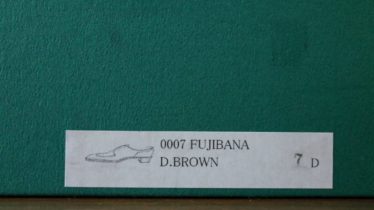 0007 FUJIBANA
D.BROWN 7 D